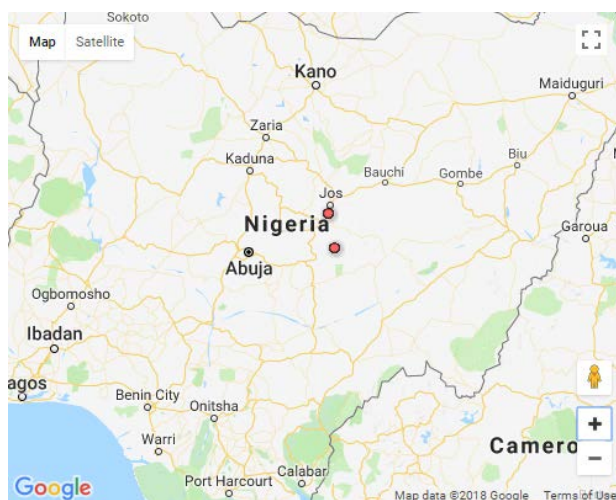 Sokoto
Map Satellite
Kano
Maiduguri
Zaria
Biu
Kaduna
Bauchi Gombe
Jos
Nigeria
Garoua
Abuja
Ogbomosho
Ibadan
agos
Benin City
Onitsha
Warri
+
Camero
−
Calabar
Port Harcourt
Google
Map data ©2018 Google Terms of Use